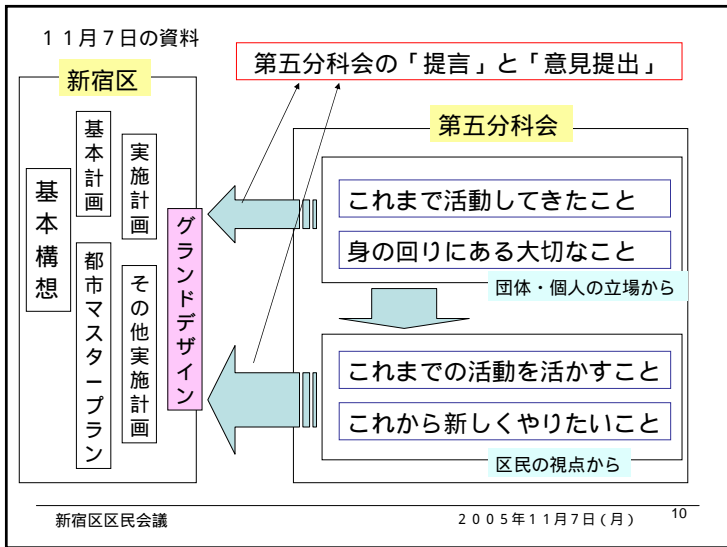 11月7日の資料
第五分科会の「提言」と「意見提出」
新宿区
基本構想
基本計画
実施計画
都市マスタープラン
その他実施計画
グランドデザイン
第五分科会
これまで活動してきたこと
身の回りにある大切なこと
団体・個人の立場から
これまでの活動を活かすこと
これから新しくやりたいこと
区民の視点から
新宿区区民会議
2005年11月7日(月)
10